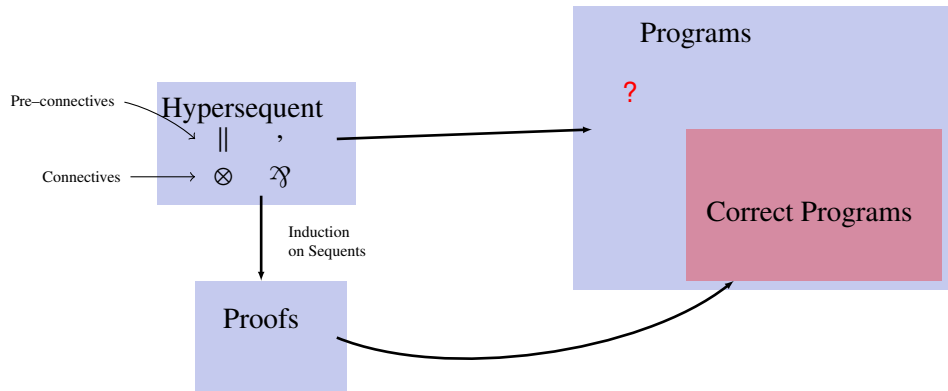 Programs
?
Pre–connectives
Hypersequent
∥ ,
Connectives
⊗ ⅋
Correct Programs
Induction
on Sequents
Proofs